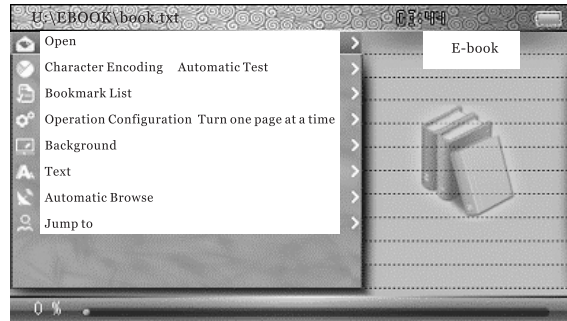 U:\EBOOK\book.txt
E-book
Open
Character Encoding Automatic Test
Bookmark List
Operation Configuration Turn one page at a time
Background
Text
Automatic Browse
Jump to
0 %